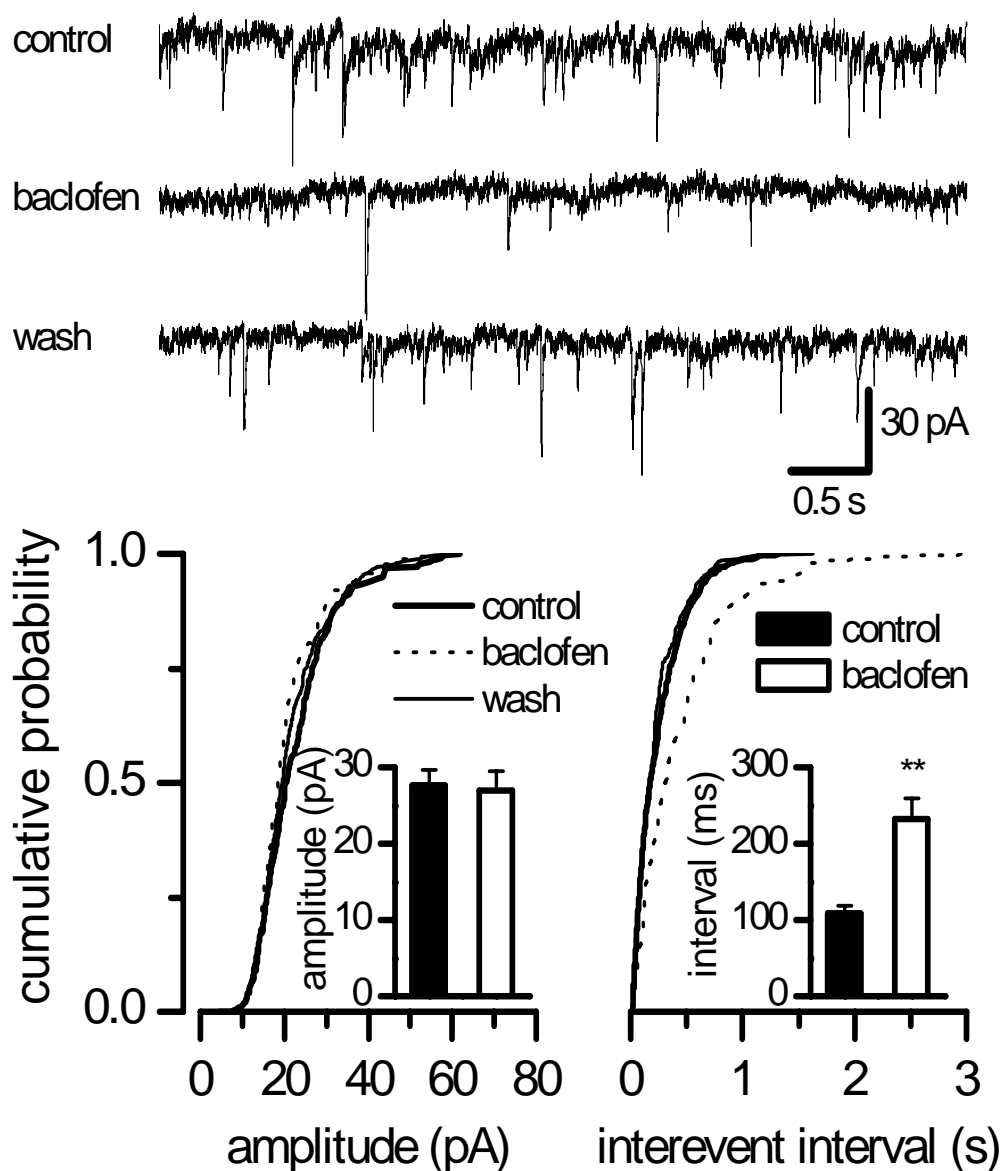 control
baclofen
wash
30 pA
0.5 s
cumulative probability
1.0
0.5
0.0
control
baclofen
wash
amplitude (pA)
30
20
10
0
0 20 40 60 80
amplitude (pA)
control
baclofen
**
interval (ms)
300
200
100
0
0 1 2 3
interevent interval (s)